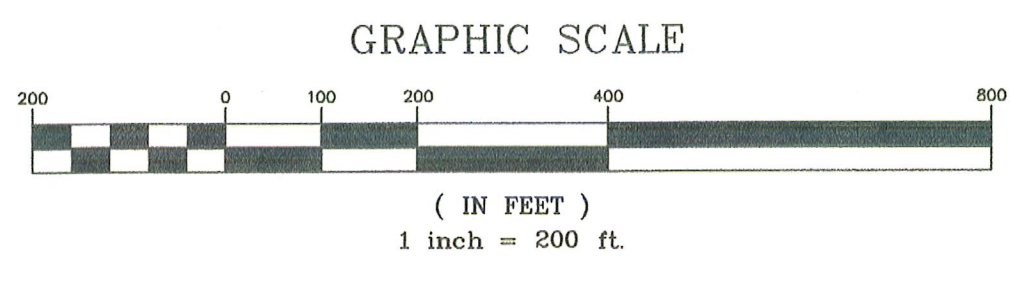 GRAPHIC SCALE
200 0 100 200 400 800
( IN FEET )
1 inch = 200 ft.